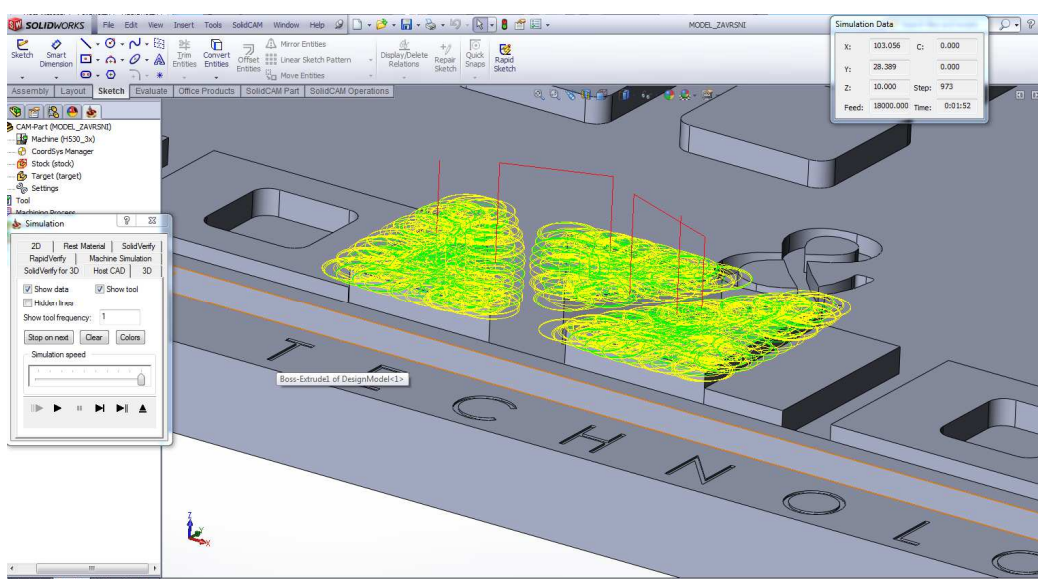 SOLIDWORKS File Edit View Insert Tools SolidCAM Window Help MODEL_ZAVRSNI
Sketch Smart Dimension Trim Entities Convert Entities Offset Entities Mirror Entities Linear Sketch Pattern Move Entities Display/Delete Relations Repair Sketch Quick Snaps Rapid Sketch
Assembly Layout Sketch Evaluate Office Products SolidCAM Part SolidCAM Operations
Simulation Data
X: 103.056 C: 0.000
Y: 28.389 0.000
Z: 10.000 Step: 973
Feed: 18000.000 Time: 0:01:52
CAM-Part (MODEL_ZAVRSNI)
Machine (H530_3x)
CoordSys Manager
Stock (stock)
Target (target)
Settings
Tool
Machining Process
Simulation
2D Rest Material SolidVerify
RapidVerify Machine Simulation
SolidVerify for 3D Host CAD 3D
Show data Show tool
Hidden lines
Show tool frequency: 1
Stop on next Clear Colors
Simulation speed
Boss-Extrude1 of DesignModel<1>
TECHNOLO
Z
Y
X